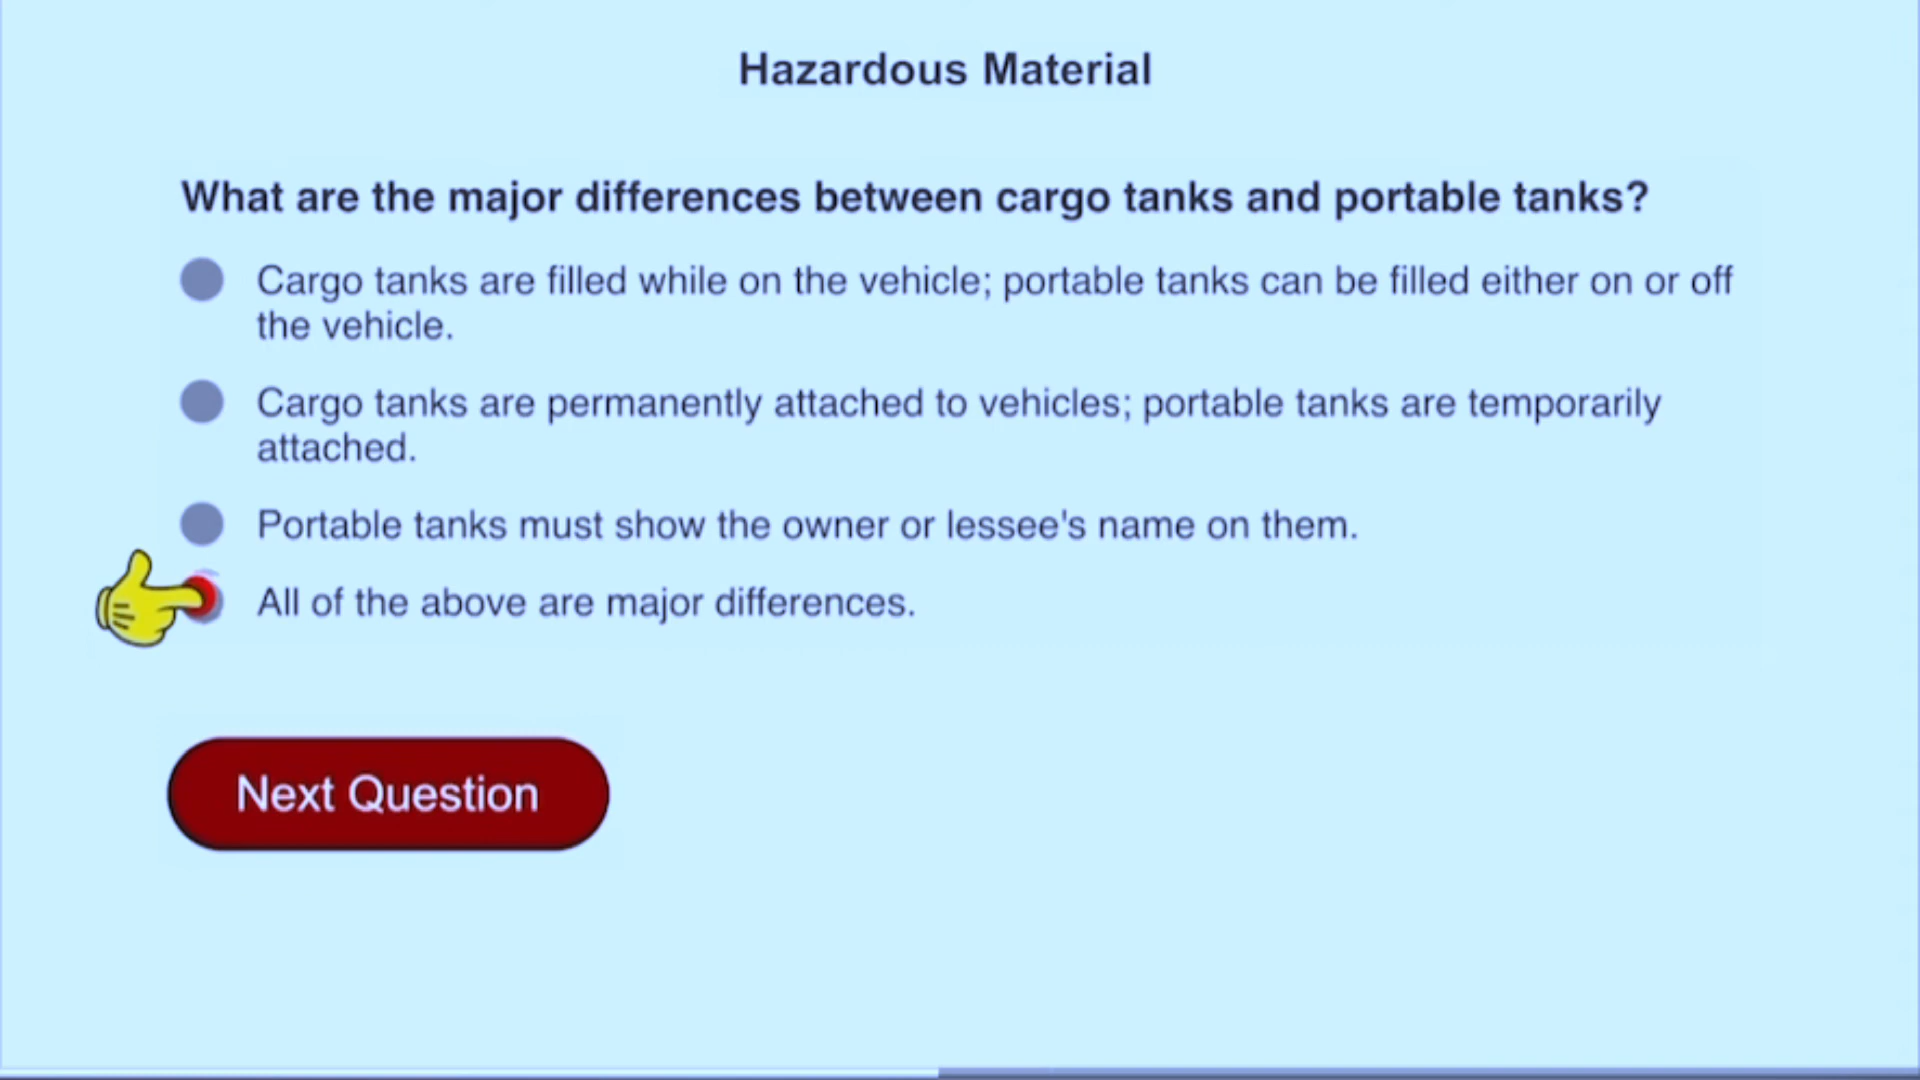 Hazardous Material
What are the major differences between cargo tanks and portable tanks?
Cargo tanks are filled while on the vehicle; portable tanks can be filled either on or off
the vehicle.
Cargo tanks are permanently attached to vehicles; portable tanks are temporarily
attached.
Portable tanks must show the owner or lessee's name on them.
All of the above are major differences.
Next Question